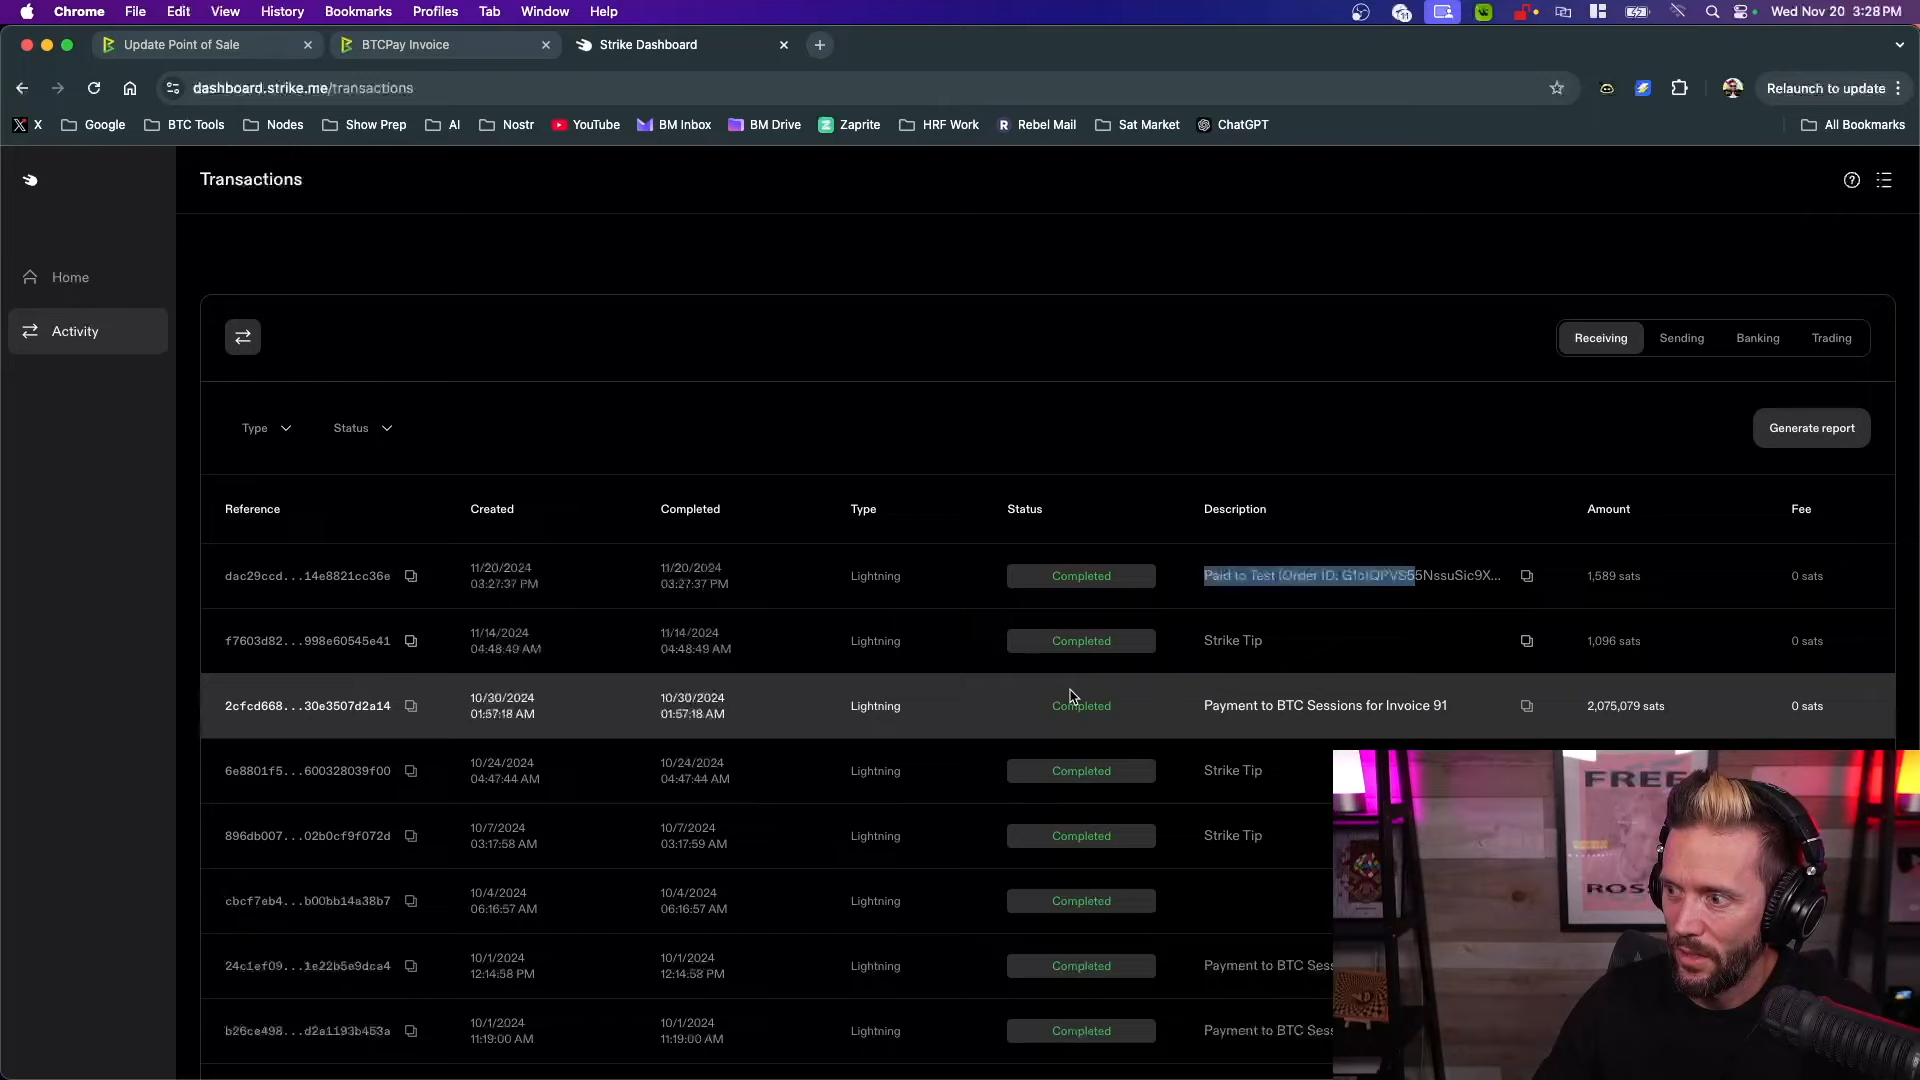 Chrome File Edit View History Bookmarks Profiles Tab Window Help 11 Wed Nov 20 3:28 PM
Update Point of Sale BTCPay Invoice Strike Dashboard
dashboard.strike.me/transactions Relaunch to update
X Google BTC Tools Nodes Show Prep AI Nostr YouTube BM Inbox BM Drive Zaprite HRF Work Rebel Mail Sat Market ChatGPT All Bookmarks
Transactions
Home
Activity
Receiving Sending Banking Trading
Type Status Generate report
Reference Created Completed Type Status Description Amount Fee
dac29ccd...14e8821cc36e 11/20/2024 03:27:37 PM 11/20/2024 03:27:37 PM Lightning Completed Paid to Test (Order ID: 1,589 sats 0 sats
f7603d82...998e60545e41 11/14/2024 04:48:49 AM 11/14/2024 04:48:49 AM Lightning Completed Strike Tip 1,096 sats 0 sats
2cfcd668...30e3507d2a14 10/30/2024 01:57:18 AM 10/30/2024 01:57:18 AM Lightning Completed Payment to BTC Sessions for Invoice 91 2,075,079 sats 0 sats
6e8801f5...600328039f00 10/24/2024 04:47:44 AM 10/24/2024 04:47:44 AM Lightning Completed Strike Tip
896db007...02b0cf9f072d 10/7/2024 03:17:58 AM 10/7/2024 03:17:59 AM Lightning Completed Strike Tip
cbcf7eb4...b00bb14a38b7 10/4/2024 06:16:57 AM 10/4/2024 06:16:57 AM Lightning Completed
24c1ef09...1e22b5e9dca4 10/1/2024 12:14:58 PM 10/1/2024 12:14:58 PM Lightning Completed Payment to BTC Sess
b26ce498...d2a1193b453a 10/1/2024 11:19:00 AM 10/1/2024 11:19:00 AM Lightning Completed Payment to BTC Sess
FREE
ROSS